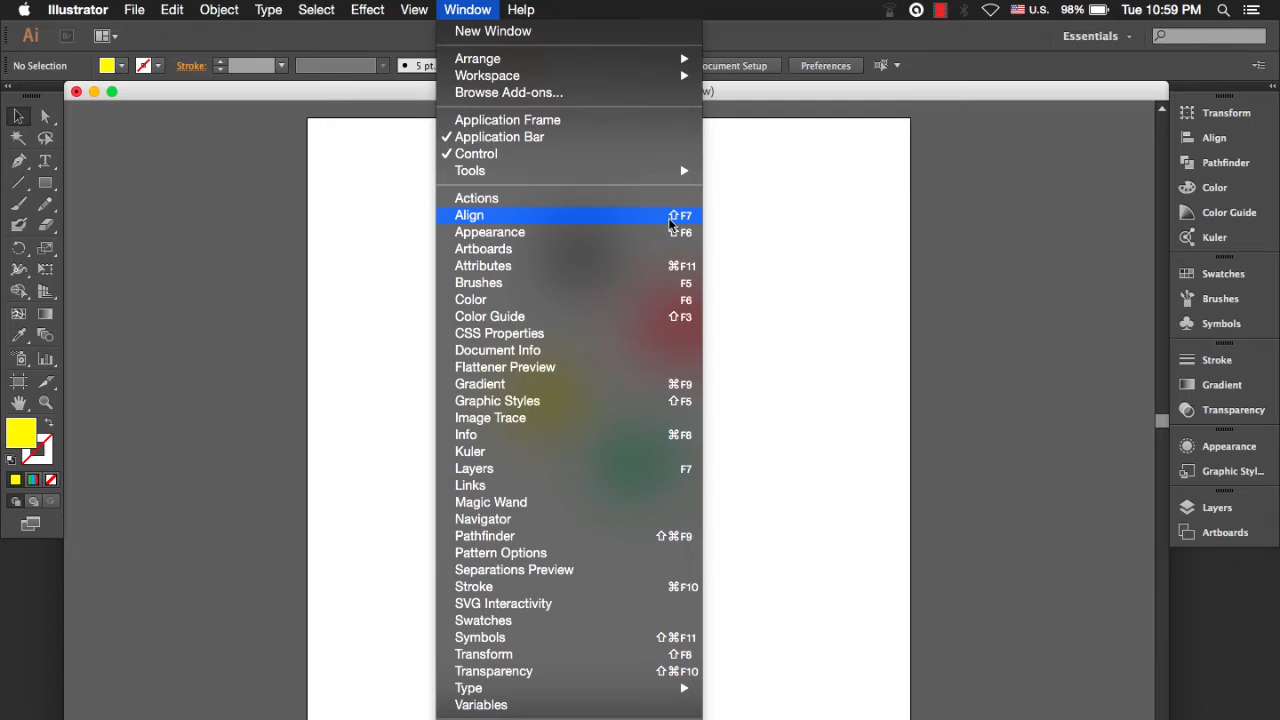 Illustrator File Edit Object Type Select Effect View Window Help U.S. 98% Tue 10:59 PM
Ai Br Essentials
No Selection Stroke: 5 pt. ocument Setup Preferences
w)
New Window
Arrange
Workspace
Browse Add-ons...
Application Frame
✓ Application Bar
✓ Control
Tools
Actions
Align ⇧F7
Appearance ⇧F6
Artboards
Attributes ⌘F11
Brushes F5
Color F6
Color Guide ⇧F3
CSS Properties
Document Info
Flattener Preview
Gradient ⌘F9
Graphic Styles ⇧F5
Image Trace
Info ⌘F8
Kuler
Layers F7
Links
Magic Wand
Navigator
Pathfinder ⇧⌘F9
Pattern Options
Separations Preview
Stroke ⌘F10
SVG Interactivity
Swatches
Symbols ⇧⌘F11
Transform ⇧F8
Transparency ⇧⌘F10
Type
Variables
Transform
Align
Pathfinder
Color
Color Guide
Kuler
Swatches
Brushes
Symbols
Stroke
Gradient
Transparency
Appearance
Graphic Styl...
Layers
Artboards